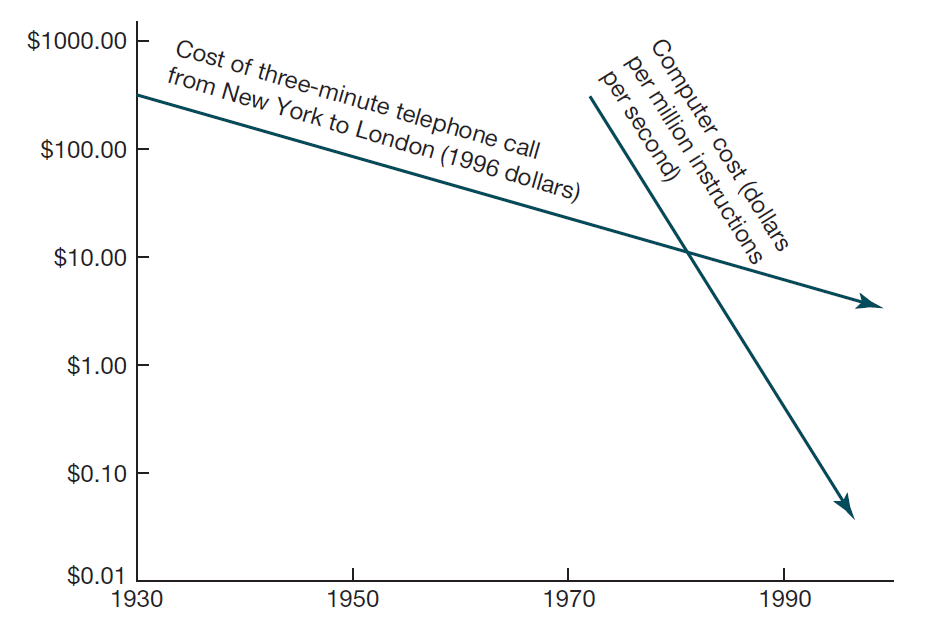 $1000.00
$100.00
$10.00
$1.00
$0.10
$0.01
Cost of three-minute telephone call
from New York to London (1996 dollars)
Computer cost (dollars
per million instructions
per second)
1930
1950
1970
1990